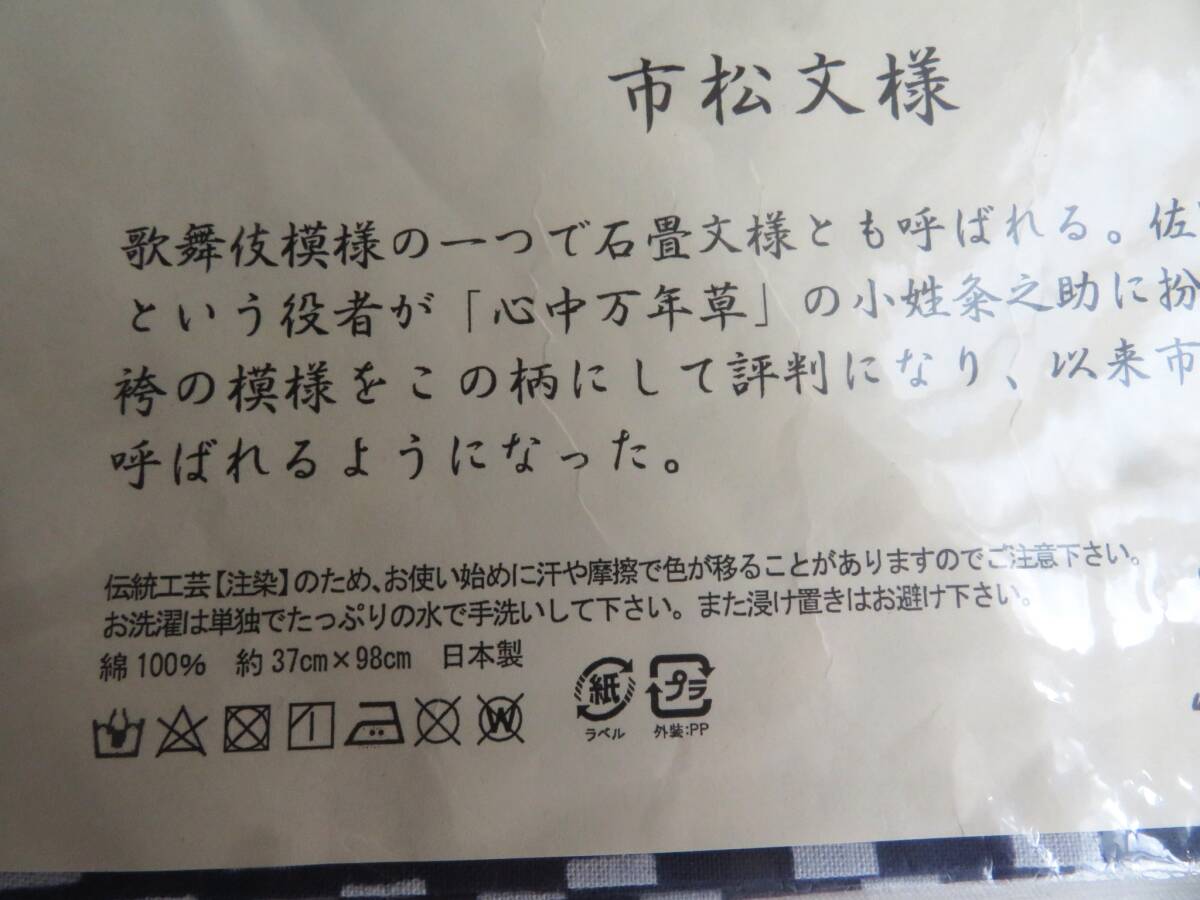 市松文様
歌舞伎模様の一つで石畳文様とも呼ばれる。佐
という役者が「心中万年草」の小姓粂之助に扮
袴の模様をこの柄にして評判になり、以来市
呼ばれるようになった。
伝統工芸【注染】のため、お使い始めに汗や摩擦で色が移ることがありますのでご注意下さい。
お洗濯は単独でたっぷりの水で手洗いして下さい。また浸け置きはお避け下さい。
綿100% 約37cm×98cm 日本製
W
紙 プラ
ラベル 外装:PP